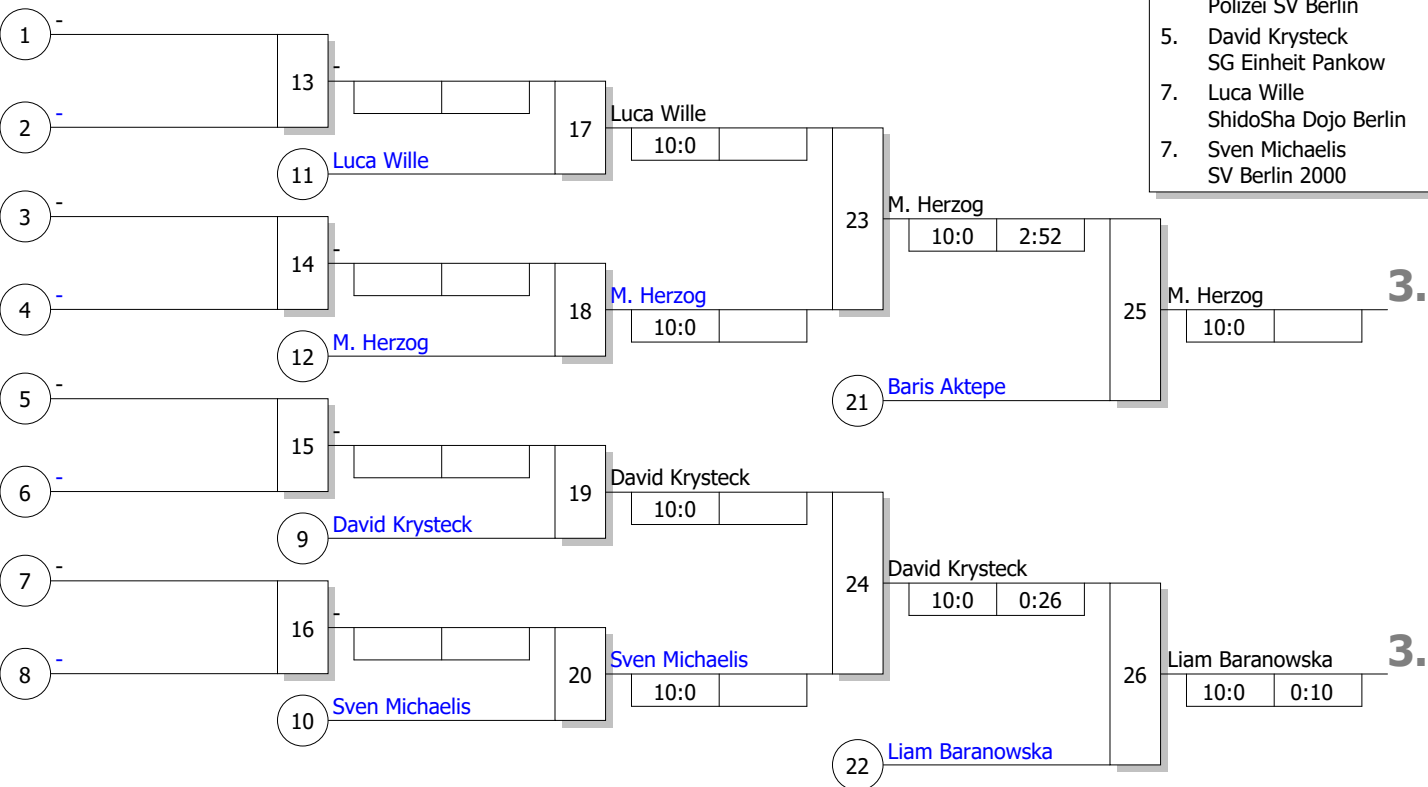 Polizei SV Berlin
5. David Krysteck
SG Einheit Pankow
7. Luca Wille
ShidoSha Dojo Berlin
7. Sven Michaelis
SV Berlin 2000
1 -
2 -
13 -
11 Luca Wille
17 Luca Wille
10:0
3 -
4 -
14 -
12 M. Herzog
18 M. Herzog
10:0
23 M. Herzog
10:0 2:52
21 Baris Aktepe
25 M. Herzog 3.
10:0
5 -
6 -
15 -
9 David Krysteck
19 David Krysteck
10:0
7 -
8 -
16 -
10 Sven Michaelis
20 Sven Michaelis
10:0
24 David Krysteck
10:0 0:26
22 Liam Baranowska
26 Liam Baranowska 3.
10:0 0:10